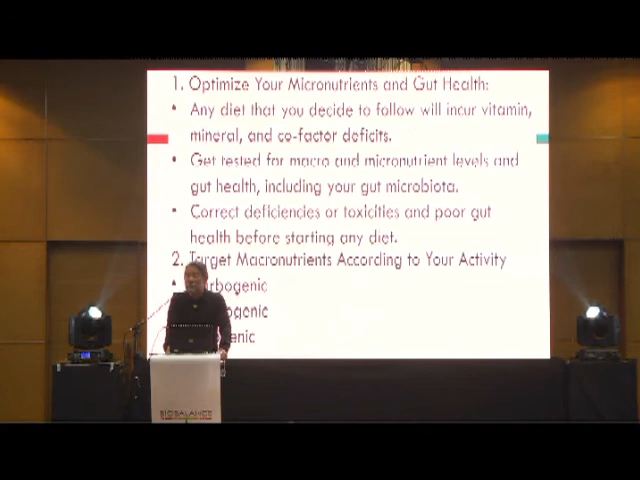 1. Optimize Your Micronutrients and Gut Health:
• Any diet that you decide to follow will incur vitamin,
mineral, and co-factor deficits.
• Get tested for macro and micronutrient levels and
gut health, including your gut microbiota.
• Correct deficiencies or toxicities and poor gut
health before starting any diet.
2. Target Macronutrients According to Your Activity
BIOBALANCE